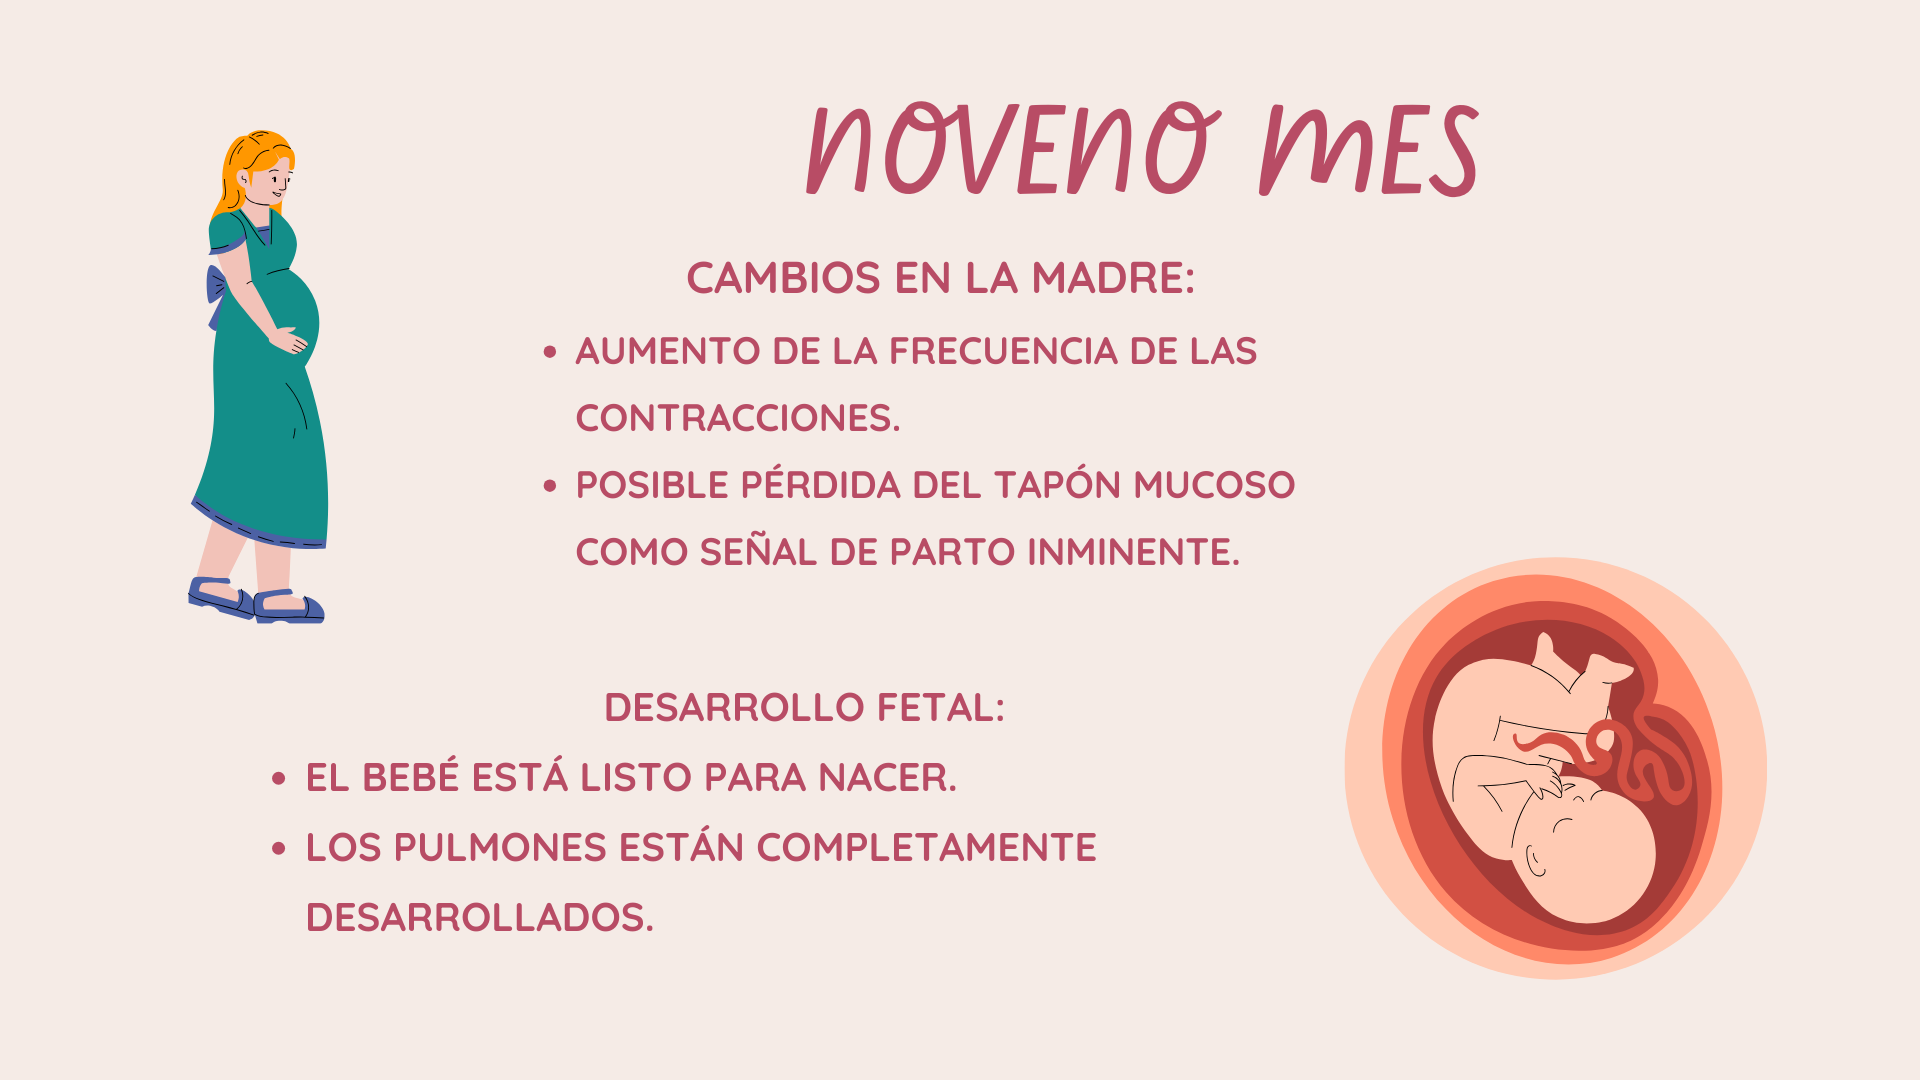 NOVENO MES
CAMBIOS EN LA MADRE:
• AUMENTO DE LA FRECUENCIA DE LAS
CONTRACCIONES.
• POSIBLE PÉRDIDA DEL TAPÓN MUCOSO
COMO SEÑAL DE PARTO INMINENTE.
DESARROLLO FETAL:
• EL BEBÉ ESTÁ LISTO PARA NACER.
• LOS PULMONES ESTÁN COMPLETAMENTE
DESARROLLADOS.